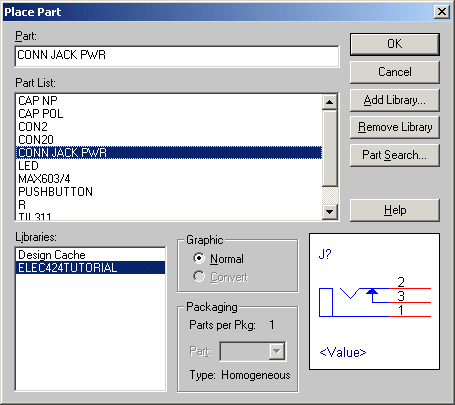 Place Part
Part:
CONN JACK PWR
OK
Cancel
Add Library...
Remove Library
Part Search...
Help
Part List:
CAP NP
CAP POL
CON2
CON20
CONN JACK PWR
LED
MAX603/4
PUSHBUTTON
R
TIL311
Libraries:
Design Cache
ELEC424TUTORIAL
Graphic
Normal
Convert
Packaging
Parts per Pkg: 1
Part:
Type: Homogeneous
J?
2
3
1
<Value>